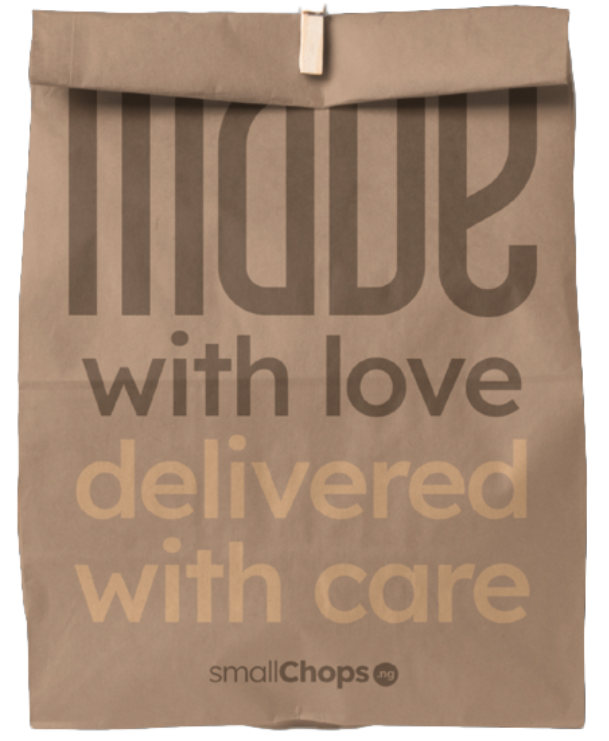 made
with love
delivered
with care
smallChops.ng